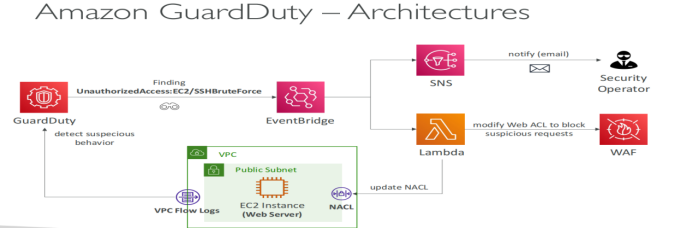 Amazon GuardDuty – Architectures
GuardDuty
Finding
UnauthorizedAccess:EC2/SSHBruteForce
EventBridge
SNS
notify (email)
Security
Operator
Lambda
modify Web ACL to block
suspicious requests
WAF
detect suspecious
behavior
VPC
Public Subnet
EC2 Instance
(Web Server)
VPC Flow Logs
NACL
update NACL